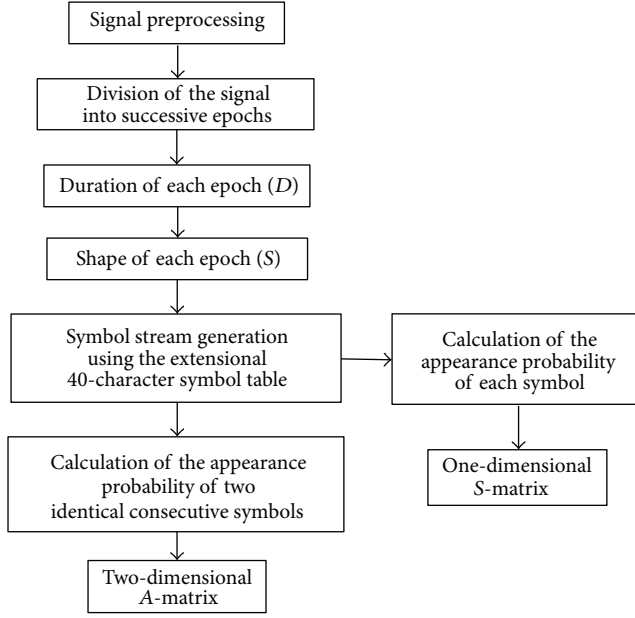 Signal preprocessing
Division of the signal
into successive epochs
Duration of each epoch (D)
Shape of each epoch (S)
Symbol stream generation
using the extensional
40-character symbol table
Calculation of the
appearance probability
of each symbol
Calculation of the appearance
probability of two
identical consecutive symbols
One-dimensional
S-matrix
Two-dimensional
A-matrix